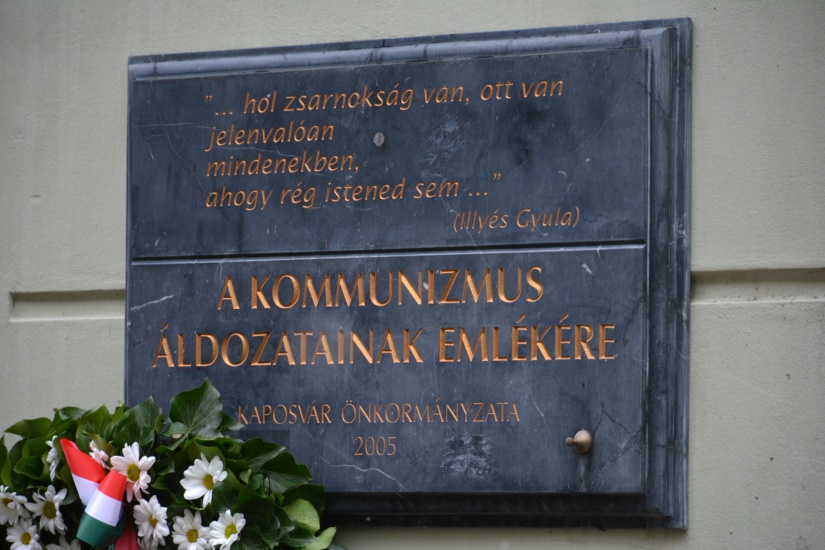 "... hol zsarnokság van, ott van
jelenvalóan
mindenekben,
ahogy rég istened sem ..."
(Illyés Gyula)
A KOMMUNIZMUS
ÁLDOZATAINAK EMLÉKÉRE
KAPOSVÁR ÖNKORMÁNYZATA
2005